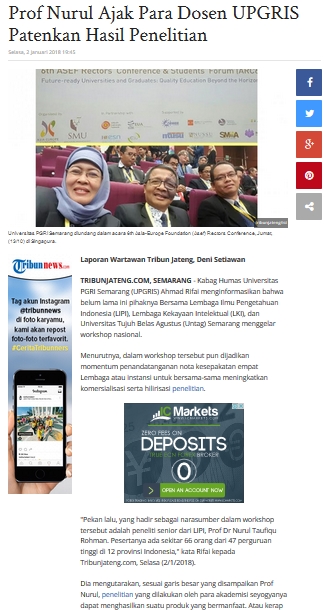 Prof Nurul Ajak Para Dosen UPGRIS
Patenkan Hasil Penelitian
Selasa, 2 Januari 2018 19:45
6th ASEF Rectors' Conference & Students' Forum (ARC6)
Future-ready Universities and Graduates: Quality Education Beyond the Horizon
SMU
Universitas PGRI Semarang diundang dalam acara 6th Asia-Europe Foundation (Asef) Rectors Conference, Jumat,
(13/10) di Singapura.
Tribunnews.com
Tag akun Instagram
@tribunnews
di foto karyamu,
kami akan repost
foto-foto terfavorit.
#CeritaTribunners
Laporan Wartawan Tribun Jateng, Deni Setiawan
TRIBUNJATENG.COM, SEMARANG - Kabag Humas Universitas
PGRI Semarang (UPGRIS) Ahmad Rifai menginformasikan bahwa
belum lama ini pihaknya Bersama Lembaga Ilmu Pengetahuan
Indonesia (LIPI), Lembaga Kekayaan Intelektual (LKI), dan
Universitas Tujuh Belas Agustus (Untag) Semarang menggelar
workshop nasional.
Menurutnya, dalam workshop tersebut pun dijadikan
momentum penandatanganan nota kesepakatan empat
Lembaga atau instansi untuk bersama-sama meningkatkan
komersialisasi serta hilirisasi penelitian.
IC Markets
ZERO FEES ON
DEPOSITS
0
"Pekan lalu, yang hadir sebagai narasumber dalam workshop
tersebut adalah peneliti senior dari LIPI, Prof Dr Nurul Taufiqu
Rohman. Pesertanya ada sekitar 66 orang dari 47 perguruan
tinggi di 12 provinsi Indonesia," kata Rifai kepada
Tribunjateng.com, Selasa (2/1/2018).
Dia mengutarakan, sesuai garis besar yang disampaikan Prof
Nurul, penelitian yang dilakukan oleh para akademisi seyogyanya
dapat menghasilkan suatu produk yang bermanfaat. Atau kerap